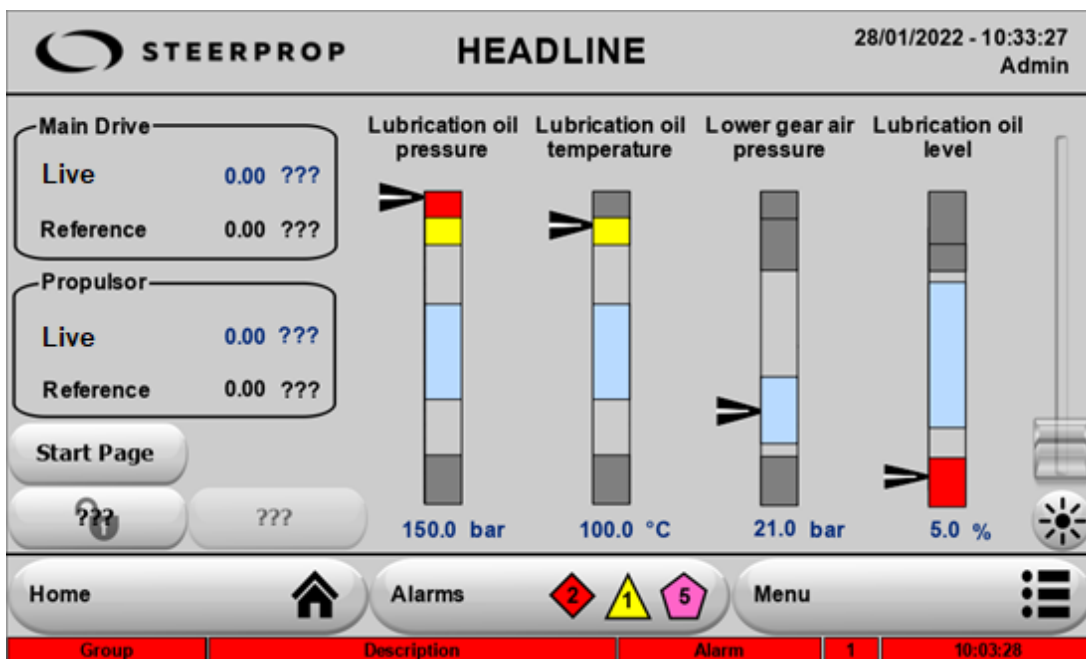 STEERPROP
HEADLINE
28/01/2022 - 10:33:27
Admin
Main Drive
Live 0.00 ???
Reference 0.00 ???
Propulsor
Live 0.00 ???
Reference 0.00 ???
Start Page
???
???
Lubrication oil
pressure
150.0 bar
Lubrication oil
temperature
100.0 °C
Lower gear air
pressure
21.0 bar
Lubrication oil
level
5.0 %
Home
Alarms 2 1 5
Menu
Group Description Alarm 1 10:03:28